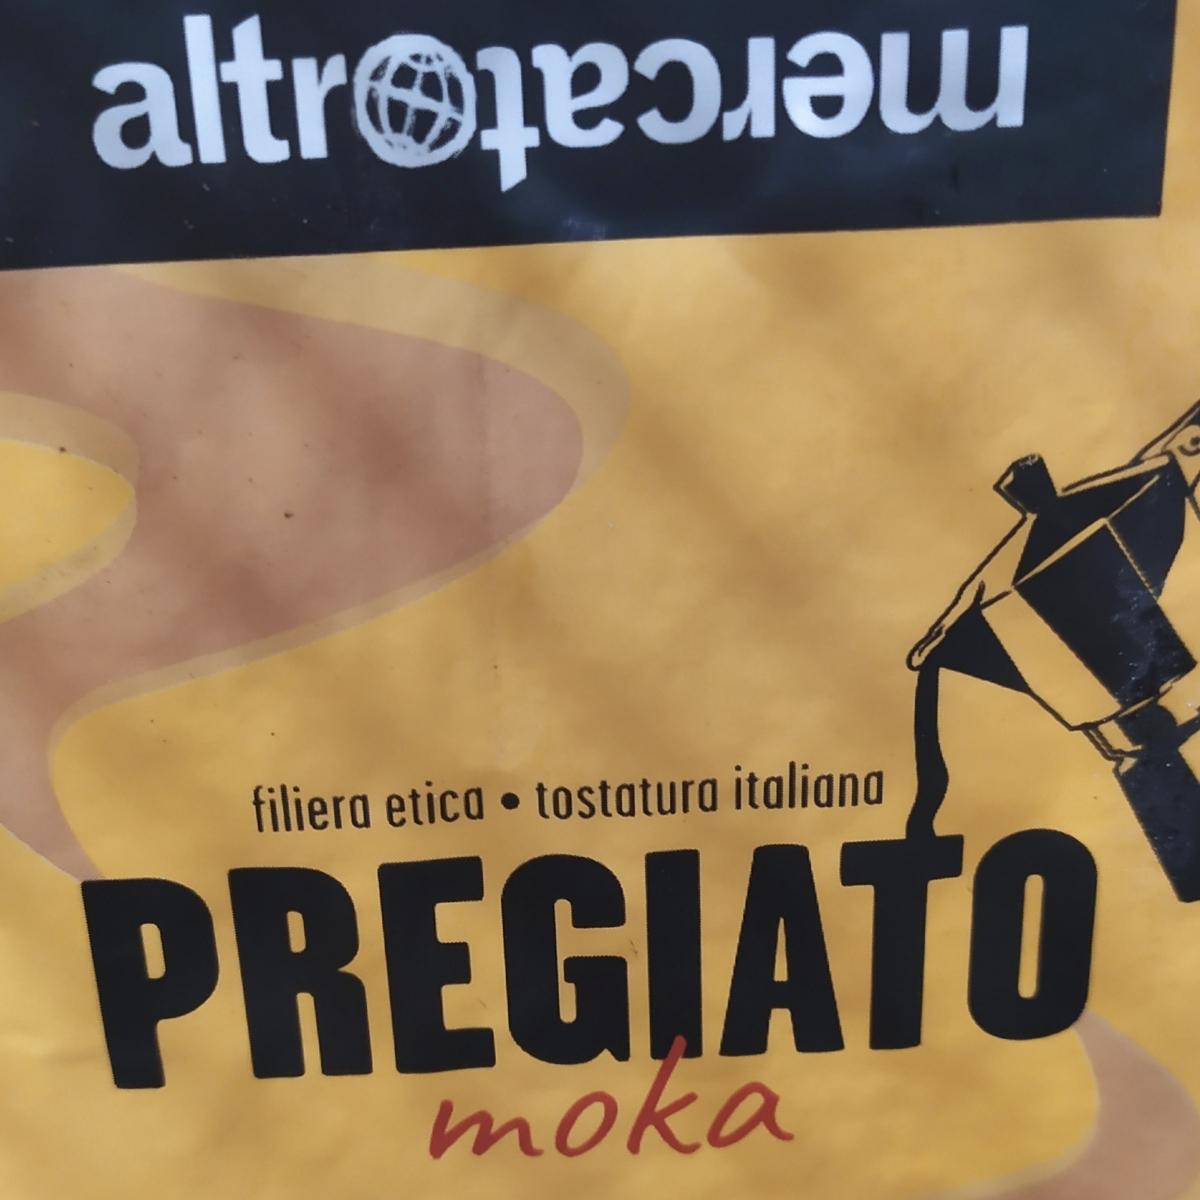 altromercato
filiera etica • tostatura italiana
PREGIATO
moka